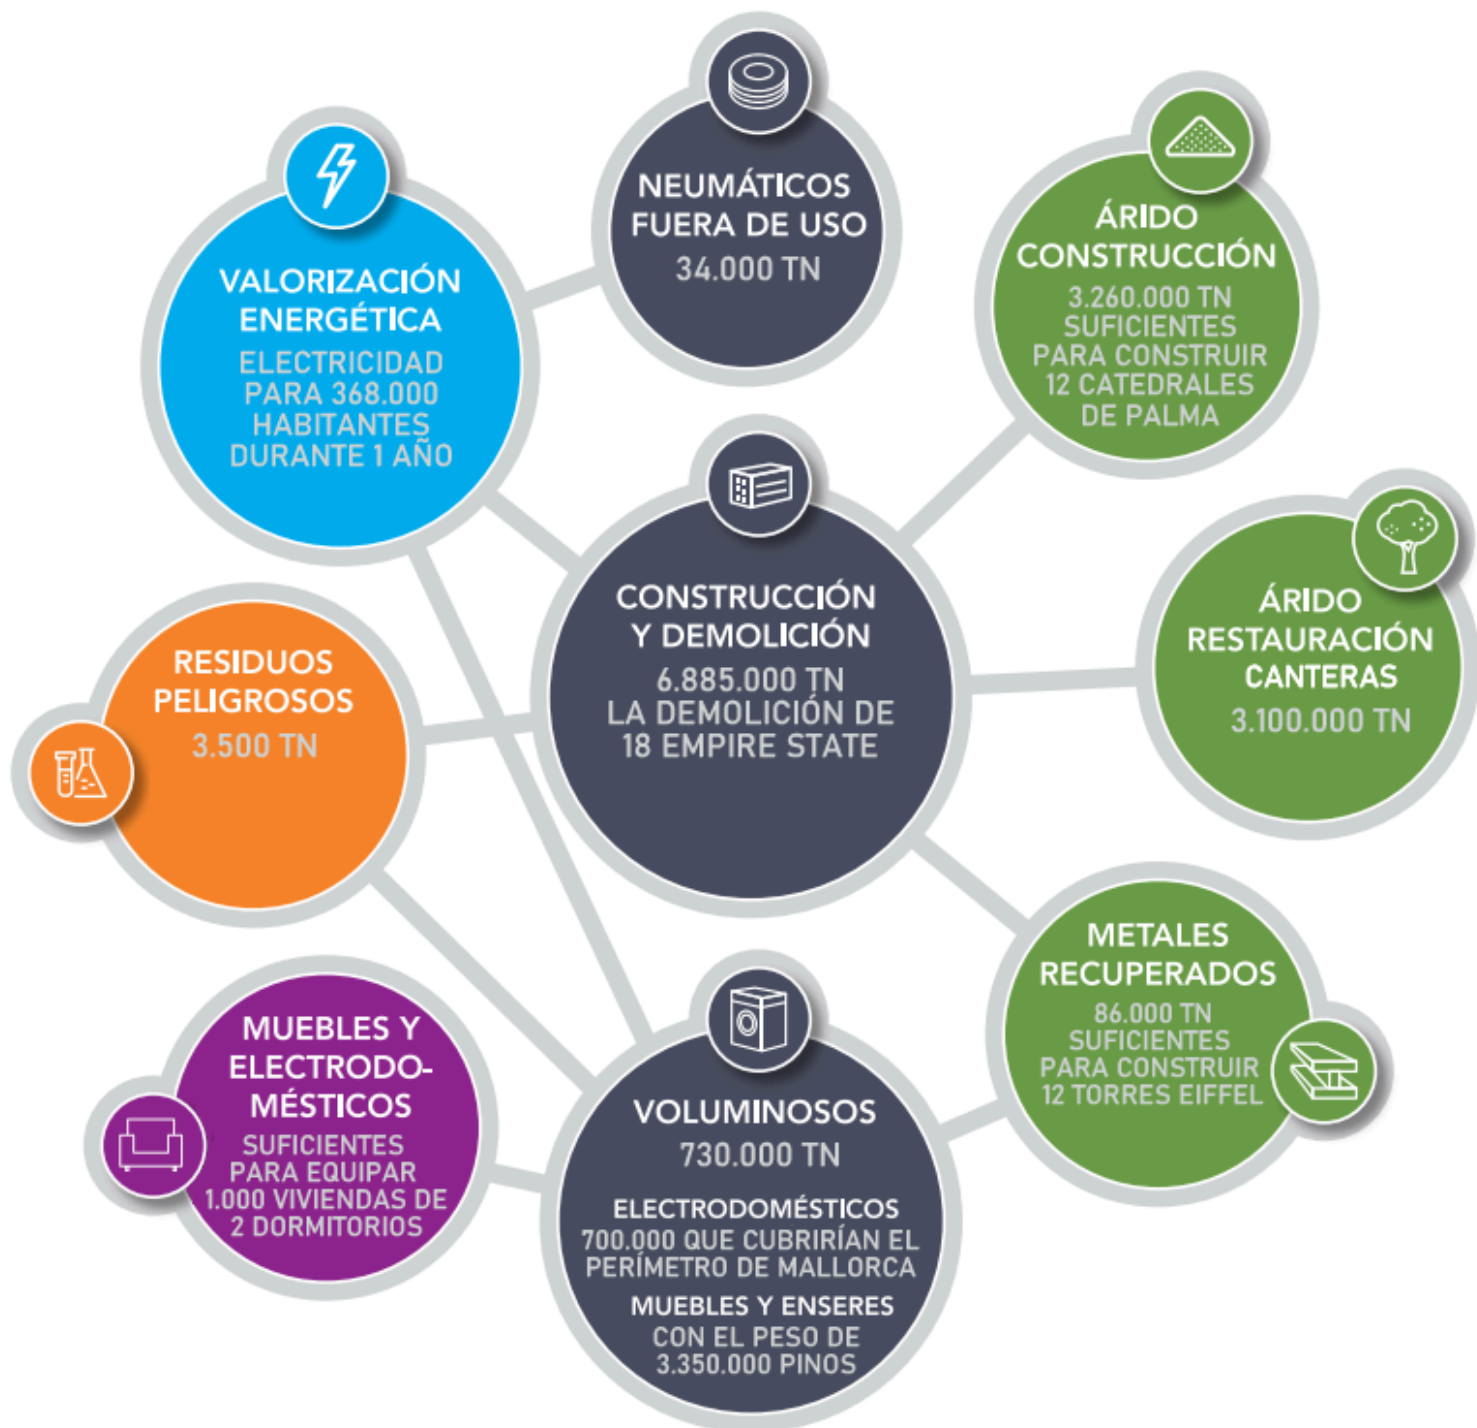 NEUMÁTICOS
FUERA DE USO
34.000 TN
VALORIZACIÓN
ENERGÉTICA
ELECTRICIDAD
PARA 368.000
HABITANTES
DURANTE 1 AÑO
ÁRIDO
CONSTRUCCIÓN
3.260.000 TN
SUFICIENTES
PARA CONSTRUIR
12 CATEDRALES
DE PALMA
CONSTRUCCIÓN
Y DEMOLICIÓN
6.885.000 TN
LA DEMOLICIÓN DE
18 EMPIRE STATE
ÁRIDO
RESTAURACIÓN
CANTERAS
3.100.000 TN
RESIDUOS
PELIGROSOS
3.500 TN
METALES
RECUPERADOS
86.000 TN
SUFICIENTES
PARA CONSTRUIR
12 TORRES EIFFEL
MUEBLES Y
ELECTRODO-
MÉSTICOS
SUFICIENTES
PARA EQUIPAR
1.000 VIVIENDAS DE
2 DORMITORIOS
VOLUMINOSOS
730.000 TN
ELECTRODOMÉSTICOS
700.000 QUE CUBRIRÍAN EL
PERÍMETRO DE MALLORCA
MUEBLES Y ENSERES
CON EL PESO DE
3.350.000 PINOS